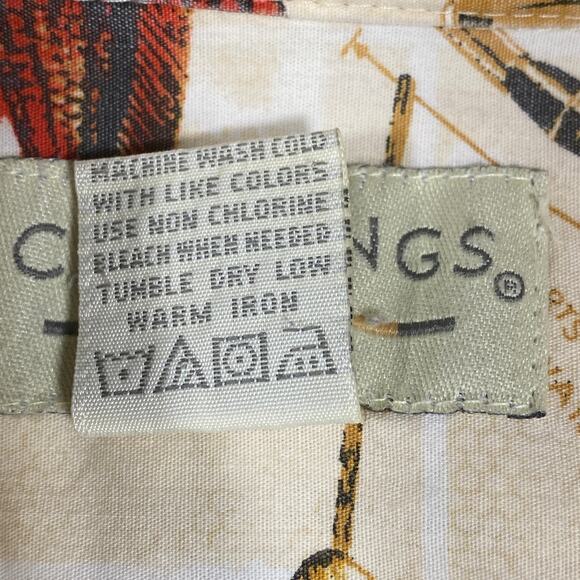 MACHINE WASH COLD
WITH LIKE COLORS
USE NON CHLORINE
BLEACH WHEN NEEDED
TUMBLE DRY LOW
WARM IRON
C NGS®